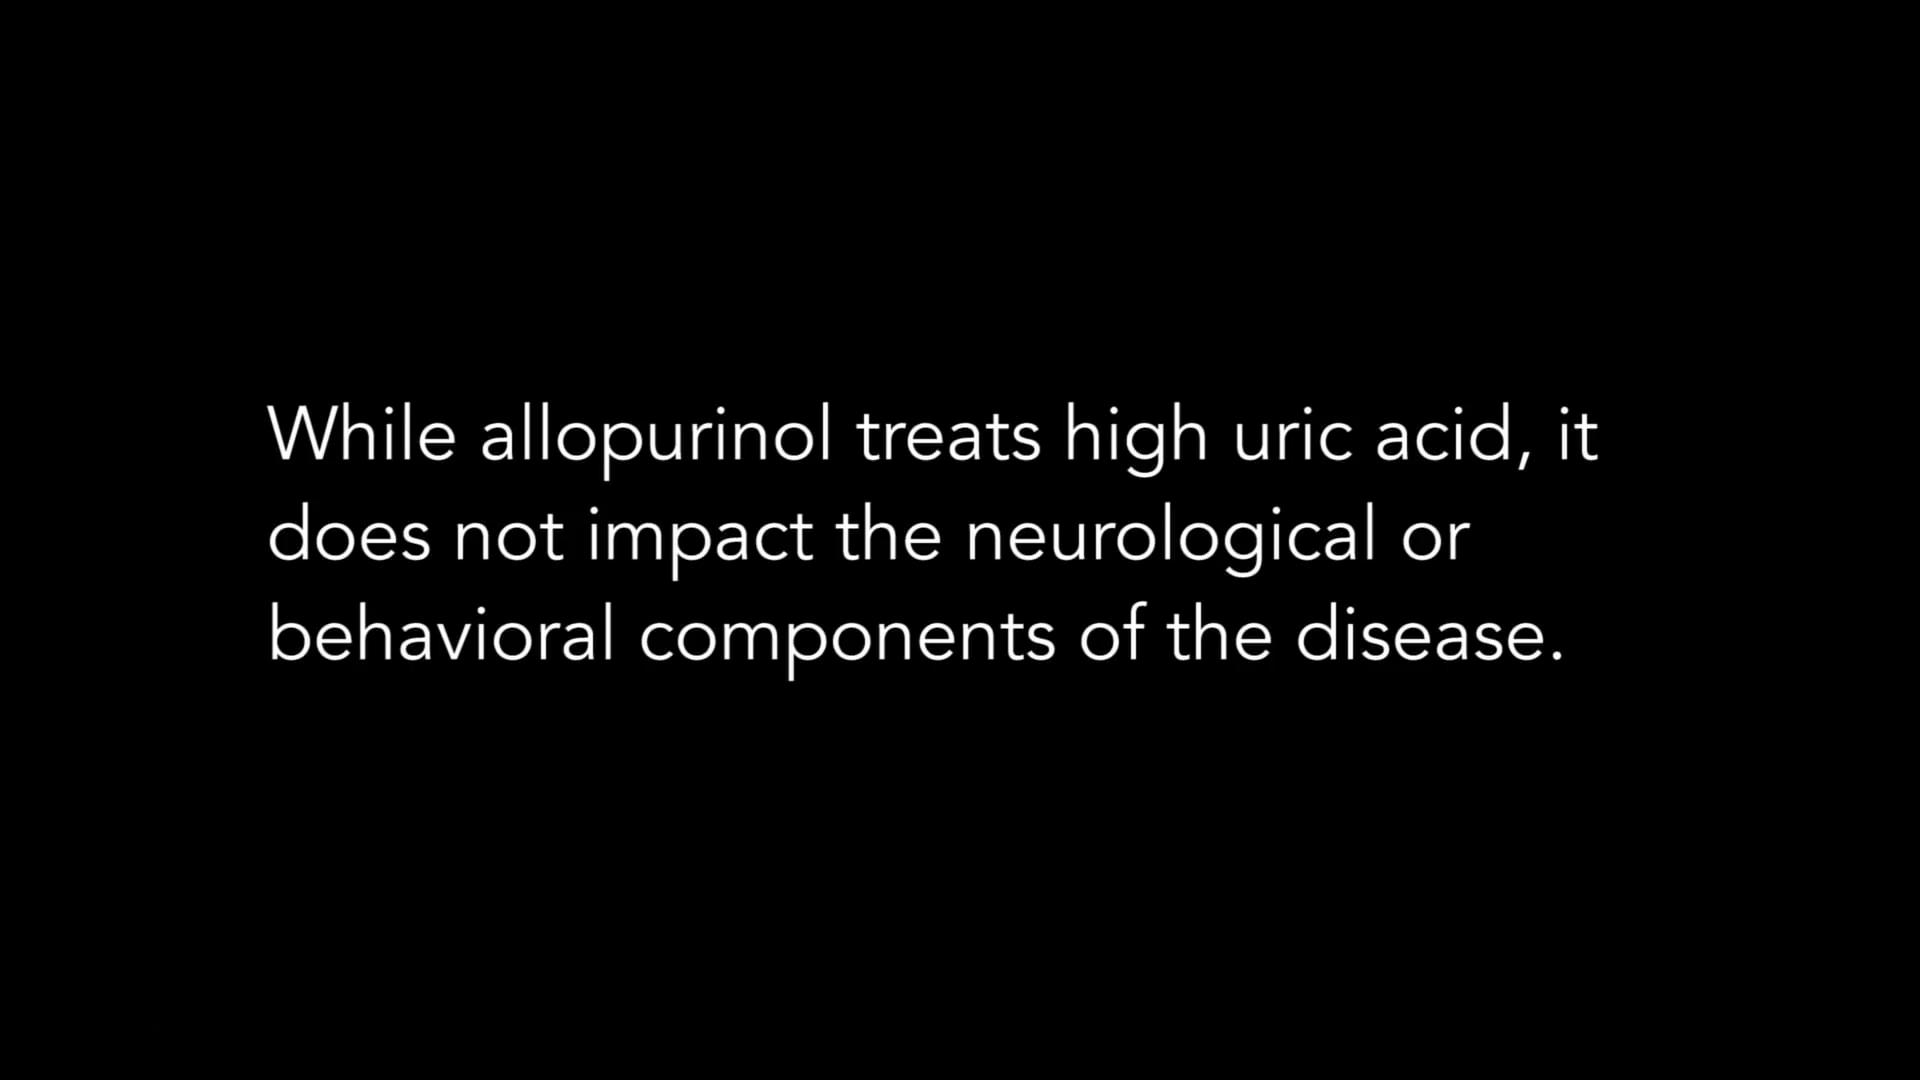 While allopurinol treats high uric acid, it
does not impact the neurological or
behavioral components of the disease.